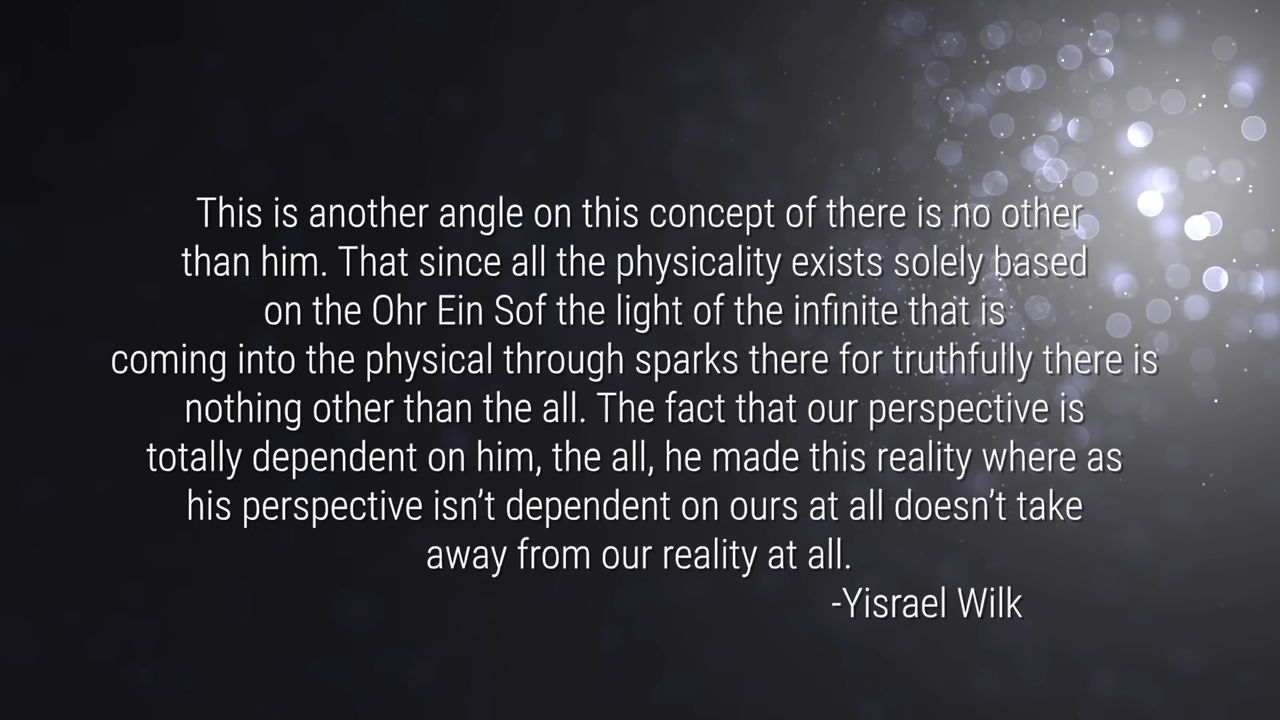 This is another angle on this concept of there is no other
than him. That since all the physicality exists solely based
on the Ohr Ein Sof the light of the infinite that is
coming into the physical through sparks there for truthfully there is
nothing other than the all. The fact that our perspective is
totally dependent on him, the all, he made this reality where as
his perspective isn’t dependent on ours at all doesn’t take
away from our reality at all.
-Yisrael Wilk